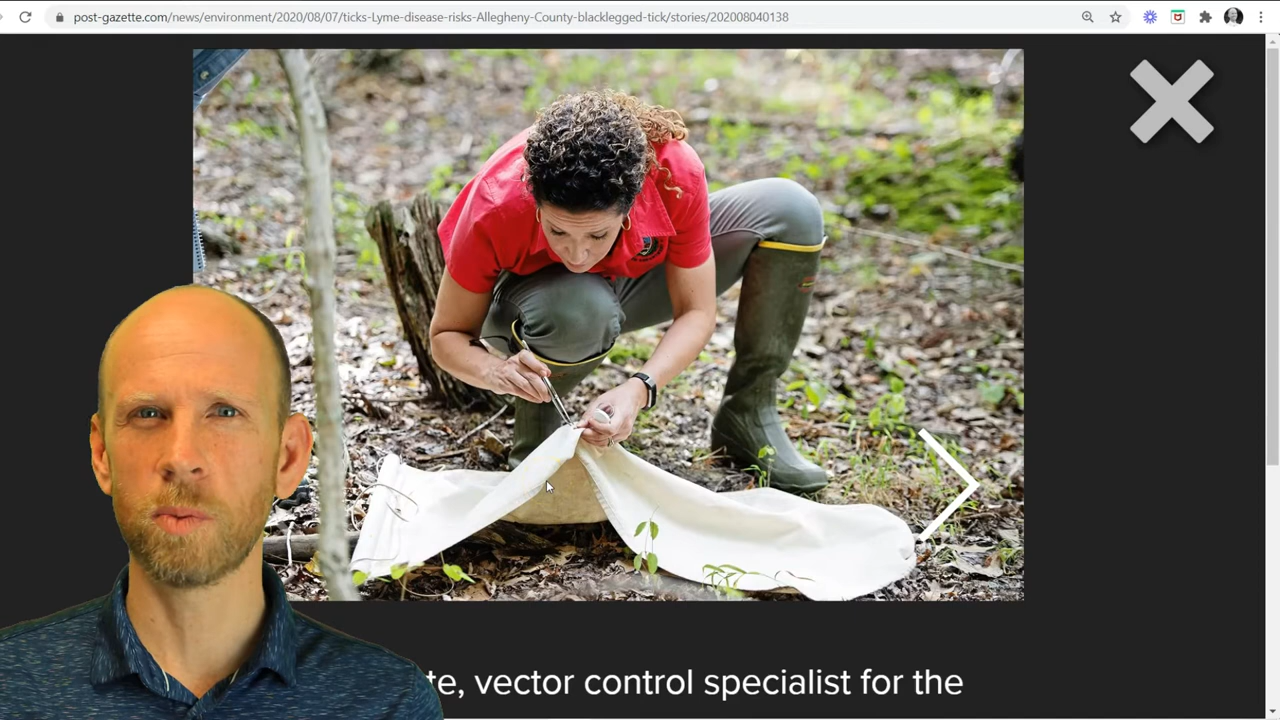 post-gazette.com/news/environment/2020/08/07/ticks-Lyme-disease-risks-Allegheny-County-blacklegged-tick/stories/202008040138
te, vector control specialist for the